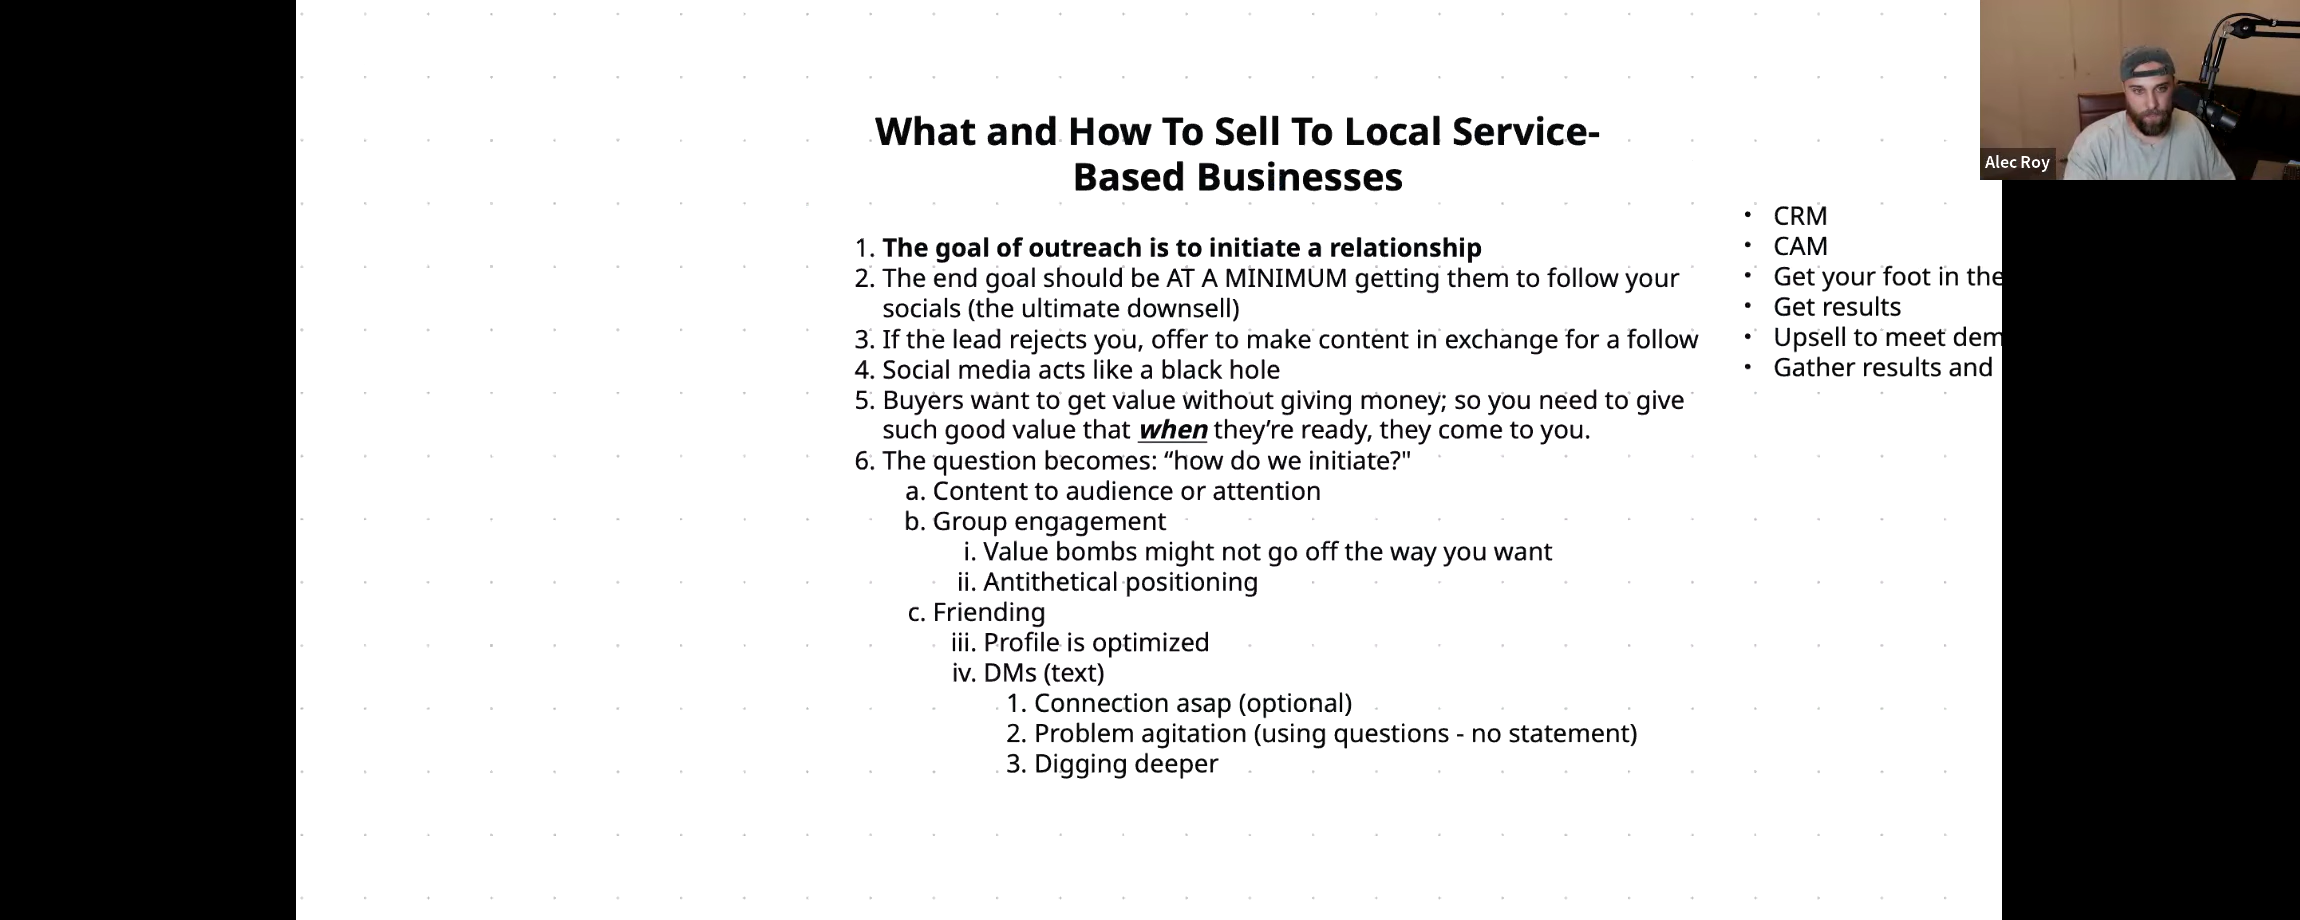 What and How To Sell To Local Service-
Based Businesses
1. The goal of outreach is to initiate a relationship
2. The end goal should be AT A MINIMUM getting them to follow your
socials (the ultimate downsell)
3. If the lead rejects you, offer to make content in exchange for a follow
4. Social media acts like a black hole
5. Buyers want to get value without giving money; so you need to give
such good value that when they’re ready, they come to you.
6. The question becomes: “how do we initiate?"
a. Content to audience or attention
b. Group engagement
i. Value bombs might not go off the way you want
ii. Antithetical positioning
c. Friending
iii. Profile is optimized
iv. DMs (text)
1. Connection asap (optional)
2. Problem agitation (using questions - no statement)
3. Digging deeper
Alec Roy
• CRM
• CAM
• Get your foot in the
• Get results
• Upsell to meet dem
• Gather results and